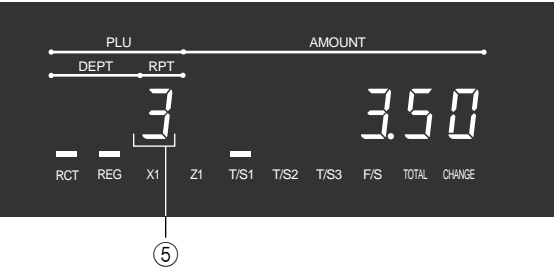 PLU AMOUNT
DEPT RPT
3 3.50
RCT REG X1 Z1 T/S1 T/S2 T/S3 F/S TOTAL CHANGE
⑤